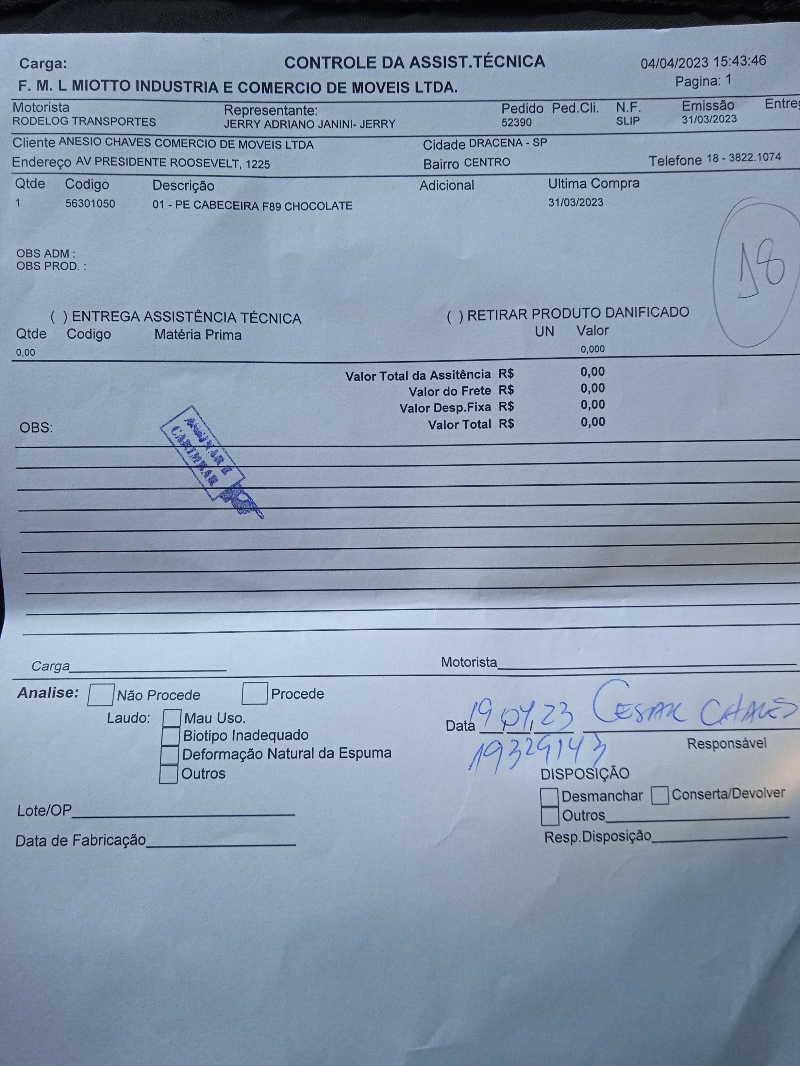 Carga: CONTROLE DA ASSIST.TÉCNICA 04/04/2023 15:43:46
F. M. L MIOTTO INDUSTRIA E COMERCIO DE MOVEIS LTDA. Pagina: 1
Motorista Representante: Pedido Ped.Cli. N.F. Emissão Entreg
RODELOG TRANSPORTES JERRY ADRIANO JANINI- JERRY 52390 SLIP 31/03/2023
Cliente ANESIO CHAVES COMERCIO DE MOVEIS LTDA Cidade DRACENA - SP
Endereço AV PRESIDENTE ROOSEVELT, 1225 Bairro CENTRO Telefone 18 - 3822.1074
Qtde Codigo Descrição Adicional Ultima Compra
1 56301050 01 - PE CABECEIRA F89 CHOCOLATE 31/03/2023
18
OBS ADM :
OBS PROD. :
( ) ENTREGA ASSISTÊNCIA TÉCNICA ( ) RETIRAR PRODUTO DANIFICADO
Qtde Codigo Matéria Prima UN Valor
0,00 0,000
Valor Total da Assitência R$ 0,00
Valor do Frete R$ 0,00
Valor Desp.Fixa R$ 0,00
Valor Total R$ 0,00
OBS:
ASSINAR E
CARIMBAR
Carga Motorista
Analise: Não Procede Procede
Laudo: Mau Uso.
Biotipo Inadequado
Deformação Natural da Espuma
Outros
Data 19,04,23 CESAR CHAVES
19329143 Responsável
DISPOSIÇÃO
Desmanchar Conserta/Devolver
Outros
Resp.Disposição
Lote/OP
Data de Fabricação